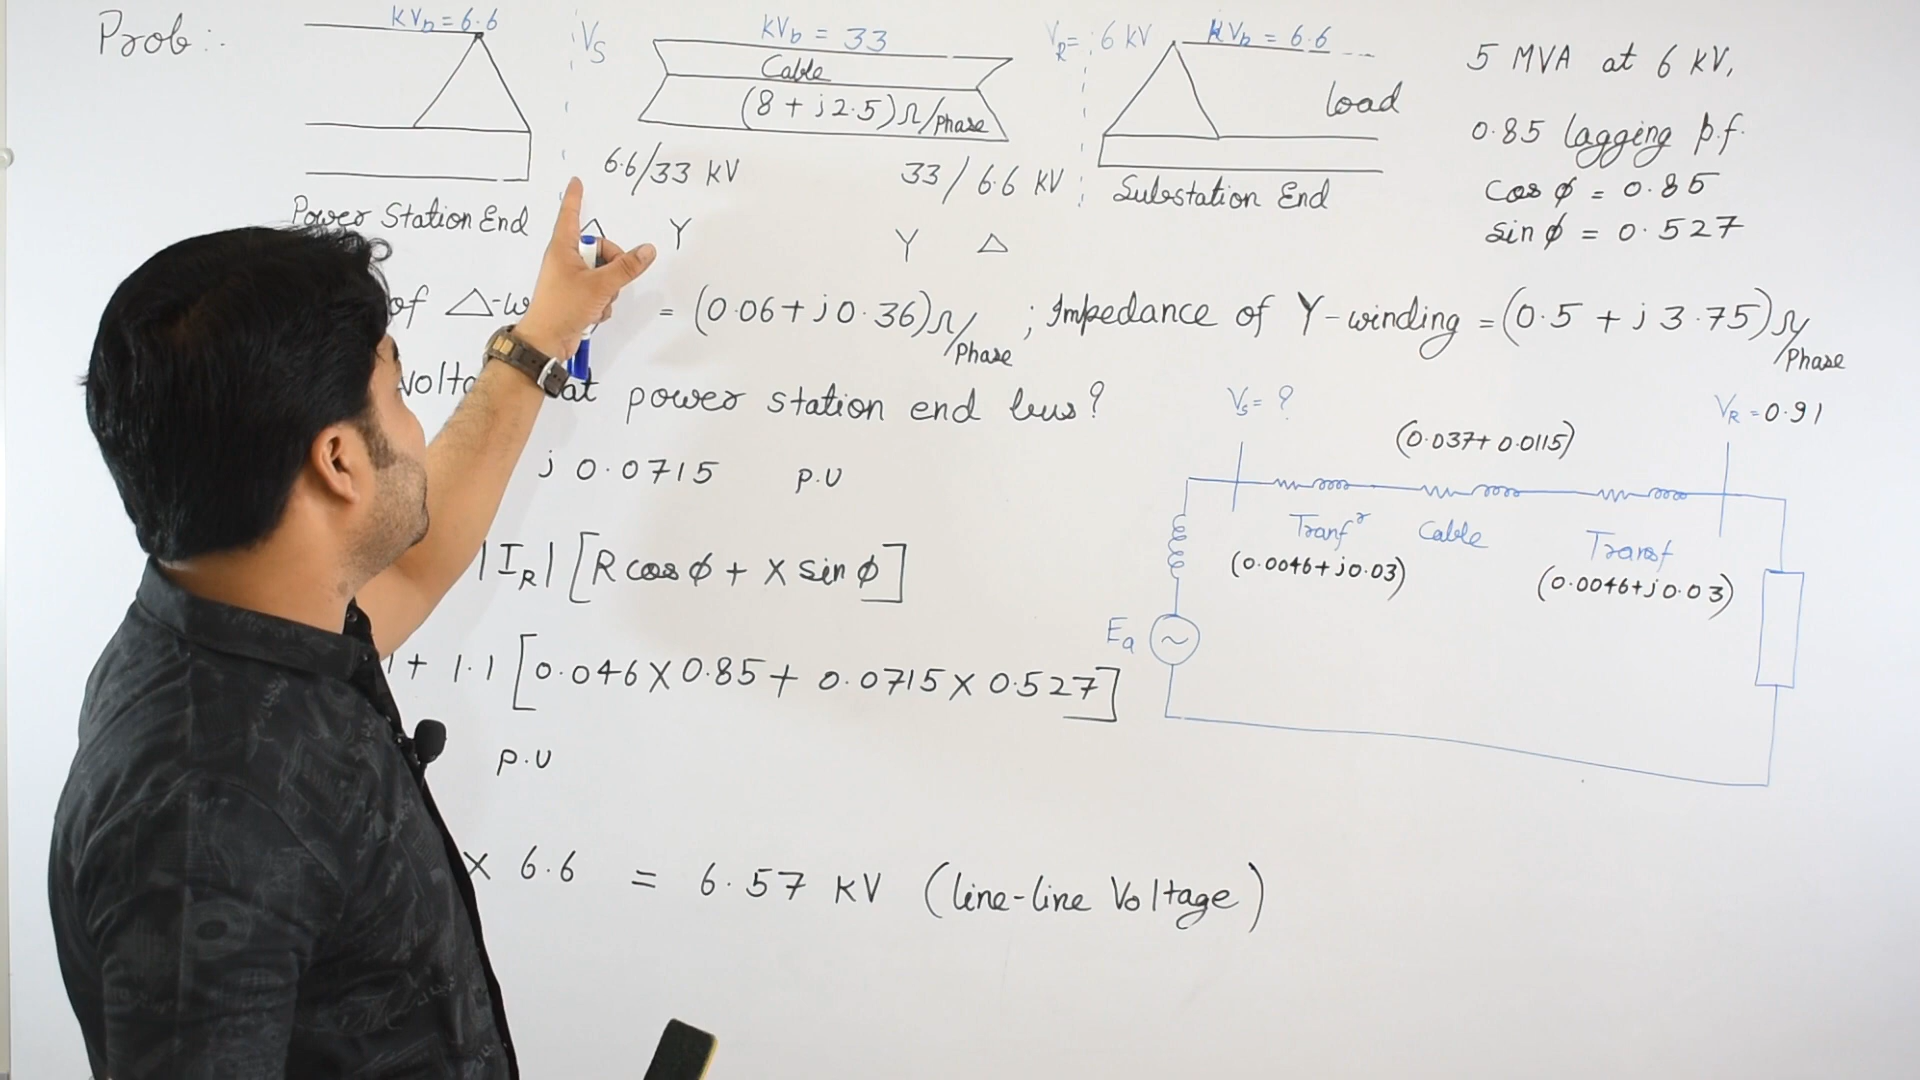 Prob:-
kVb = 6.6
VS
kVb = 33
VR = 6 kV
kVb = 6.6
5 MVA at 6 kV,
Cable
load
(8 + j2.5)Ω/Phase
0.85 lagging p.f.
6.6/33 kV
33/6.6 kV
Substation End
cos ϕ = 0.85
Power Station End
sin ϕ = 0.527
△ Y
Y △
of △-w = (0.06 + j0.36)Ω/Phase ; Impedance of Y-winding = (0.5 + j3.75)Ω/Phase
at power station end bus?
VS = ?
VR = 0.91
(0.037 + 0.0115)
j 0.0715 p.U
Tranfr
Cable
Transf
(0.0046 + j0.03)
(0.0046 + j0.03)
|IR| [R cos ϕ + X sin ϕ]
Ea
+ 1.1 [0.046 X 0.85 + 0.0715 X 0.527]
p.U
X 6.6 = 6.57 kV (line-line Voltage)